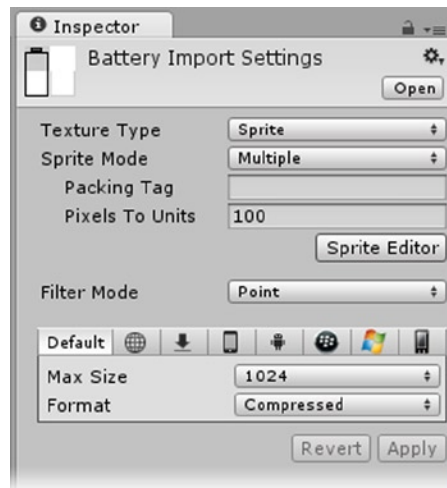 Inspector
Battery Import Settings
Open
Texture Type Sprite
Sprite Mode Multiple
Packing Tag
Pixels To Units 100
Sprite Editor
Filter Mode Point
Default
Max Size 1024
Format Compressed
Revert Apply